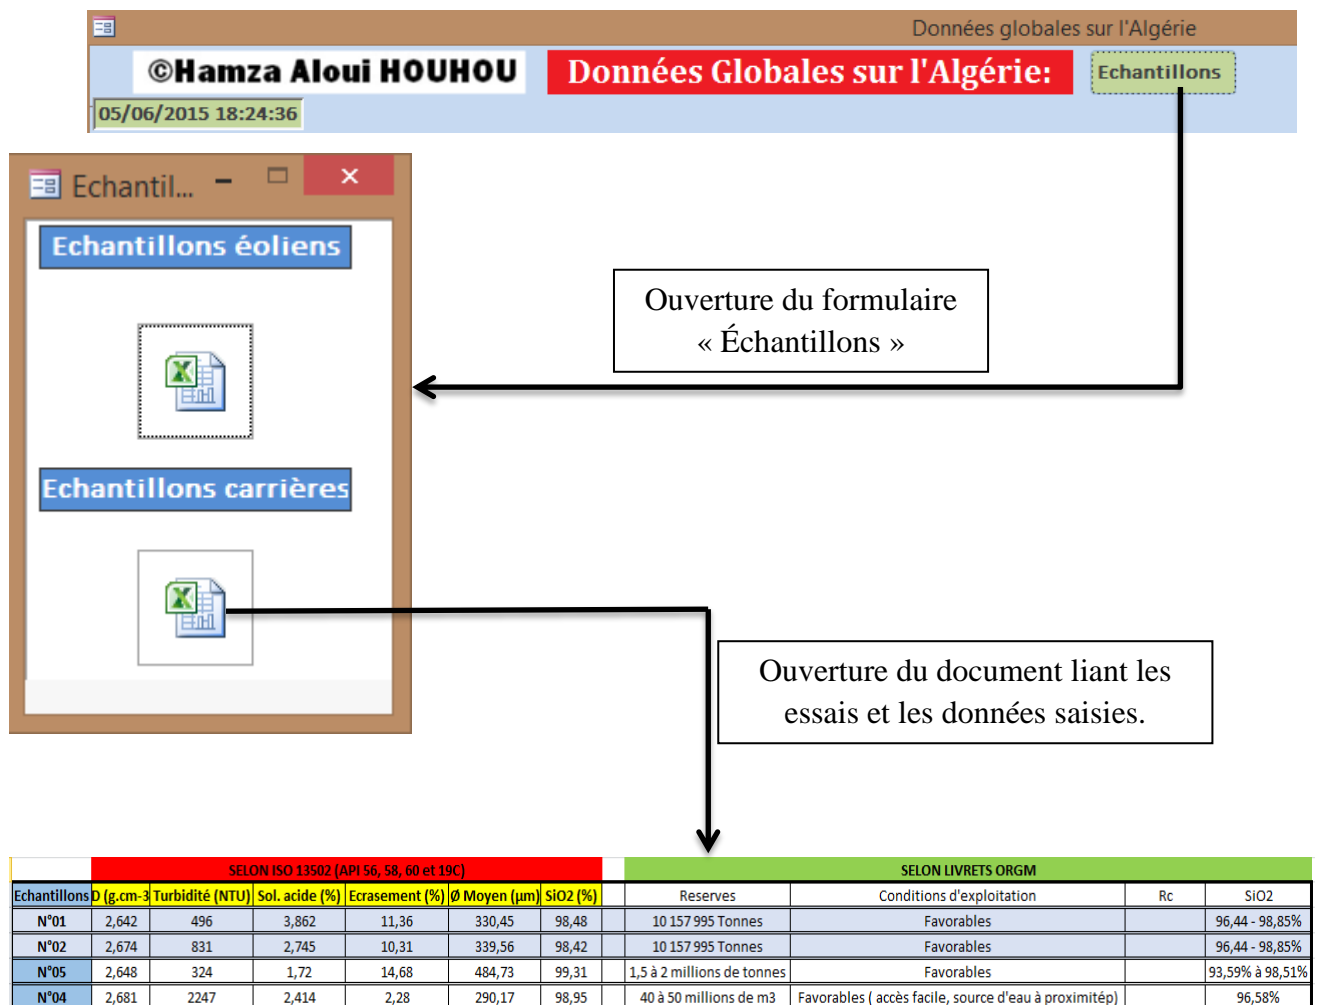 Données globales sur l'Algérie
©Hamza Aloui HOUHOU Données Globales sur l'Algérie: Echantillons
05/06/2015 18:24:36
Echantil...
Echantillons éoliens
Echantillons carrières
Ouverture du formulaire
« Échantillons »
Ouverture du document liant les
essais et les données saisies.
SELON ISO 13502 (API 56, 58, 60 et 19C) SELON LIVRETS ORGM
Echantillons D (g.cm-3 Turbidité (NTU) Sol. acide (%) Ecrasement (%) Ø Moyen (µm) SiO2 (%) Reserves Conditions d'exploitation Rc SiO2
N°01 2,642 496 3,862 11,36 330,45 98,48 10 157 995 Tonnes Favorables 96,44 - 98,85%
N°02 2,674 831 2,745 10,31 339,56 98,42 10 157 995 Tonnes Favorables 96,44 - 98,85%
N°05 2,648 324 1,72 14,68 484,73 99,31 1,5 à 2 millions de tonnes Favorables 93,59% à 98,51%
N°04 2,681 2247 2,414 2,28 290,17 98,95 40 à 50 millions de m3 Favorables ( accès facile, source d'eau à proximitép) 96,58%